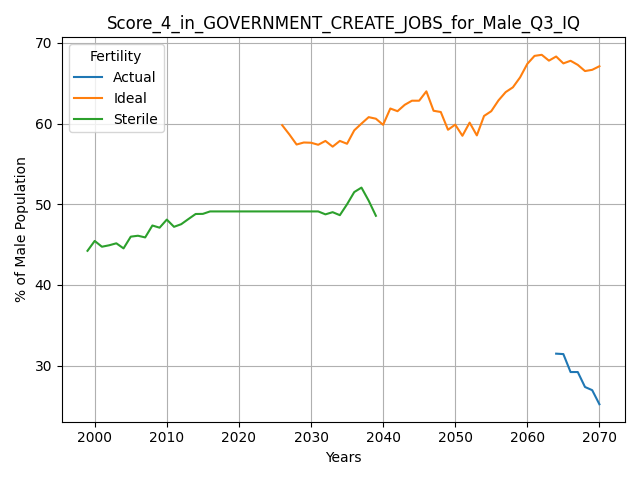 Score_4_in_GOVERNMENT_CREATE_JOBS_for_Male_Q3_IQ
Fertility
Actual
Ideal
Sterile
% of Male Population
70
60
50
40
30
2000 2010 2020 2030 2040 2050 2060 2070
Years